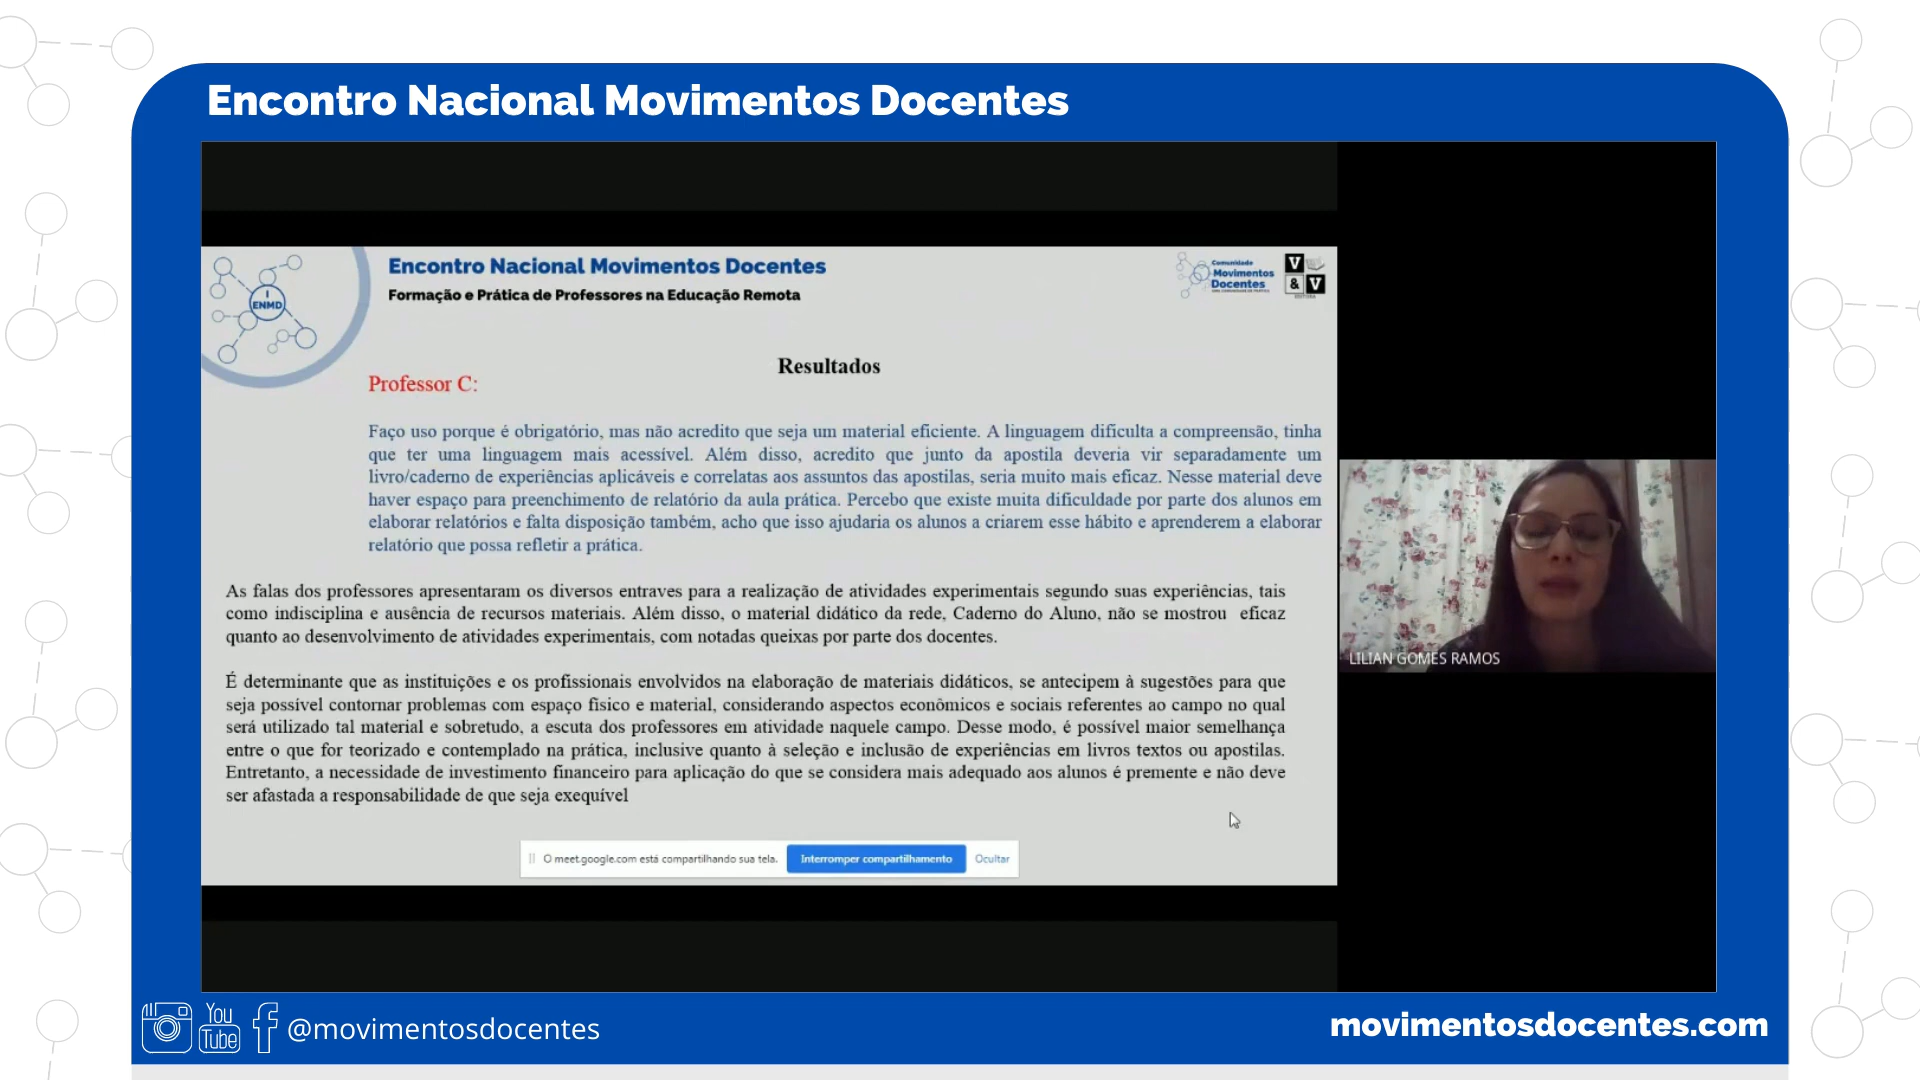 Encontro Nacional Movimentos Docentes
I
ENMD
Encontro Nacional Movimentos Docentes
Formação e Prática de Professores na Educação Remota
Comunidade
Movimentos
Docentes
V
& V
Resultados
Professor C:
Faço uso porque é obrigatório, mas não acredito que seja um material eficiente. A linguagem dificulta a compreensão, tinha
que ter uma linguagem mais acessível. Além disso, acredito que junto da apostila deveria vir separadamente um
livro/caderno de experiências aplicáveis e correlatas aos assuntos das apostilas, seria muito mais eficaz. Nesse material deve
haver espaço para preenchimento de relatório da aula prática. Percebo que existe muita dificuldade por parte dos alunos em
elaborar relatórios e falta disposição também, acho que isso ajudaria os alunos a criarem esse hábito e aprenderem a elaborar
relatório que possa refletir a prática.
As falas dos professores apresentaram os diversos entraves para a realização de atividades experimentais segundo suas experiências, tais
como indisciplina e ausência de recursos materiais. Além disso, o material didático da rede, Caderno do Aluno, não se mostrou eficaz
quanto ao desenvolvimento de atividades experimentais, com notadas queixas por parte dos docentes.
É determinante que as instituições e os profissionais envolvidos na elaboração de materiais didáticos, se antecipem à sugestões para que
seja possível contornar problemas com espaço físico e material, considerando aspectos econômicos e sociais referentes ao campo no qual
será utilizado tal material e sobretudo, a escuta dos professores em atividade naquele campo. Desse modo, é possível maior semelhança
entre o que for teorizado e contemplado na prática, inclusive quanto à seleção e inclusão de experiências em livros textos ou apostilas.
Entretanto, a necessidade de investimento financeiro para aplicação do que se considera mais adequado aos alunos é premente e não deve
ser afastada a responsabilidade de que seja exequível
O meet.google.com está compartilhando sua tela. Interromper compartilhamento Ocultar
LILIAN GOMES RAMOS
You
Tube
@movimentosdocentes
movimentosdocentes.com